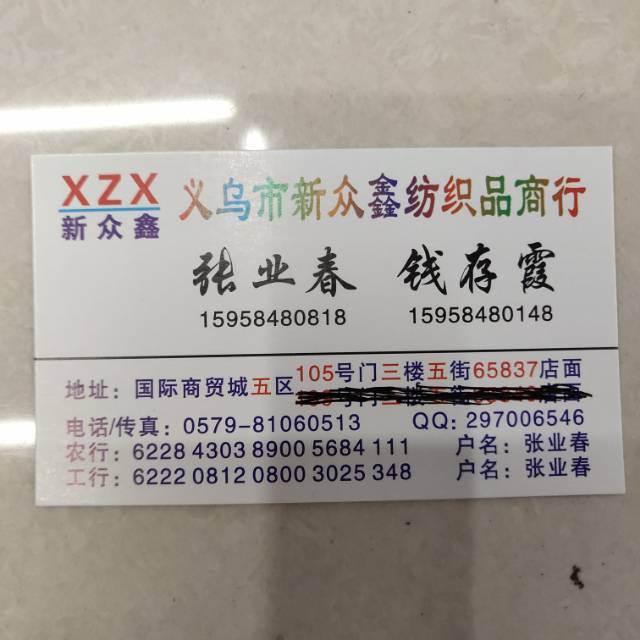 XZX
新众鑫
义乌市新众鑫纺织品商行
张业春 钱存霞
15958480818 15958480148
地址：国际商贸城五区105号门三楼五街65837店面
电话/传真：0579-81060513 QQ：297006546
农行：6228 4303 8900 5684 111 户名：张业春
工行：6222 0812 0800 3025 348 户名：张业春